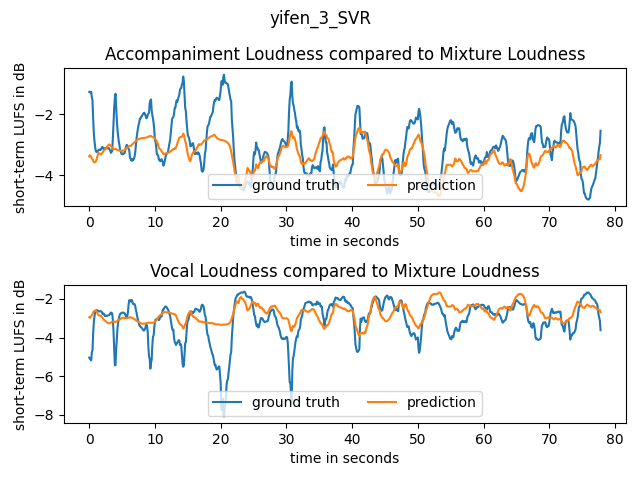 yifen_3_SVR
Accompaniment Loudness compared to Mixture Loudness
short-term LUFS in dB
−2
−4
ground truth
prediction
0 10 20 30 40 50 60 70 80
time in seconds
Vocal Loudness compared to Mixture Loudness
short-term LUFS in dB
−2
−4
−6
−8
ground truth
prediction
0 10 20 30 40 50 60 70 80
time in seconds